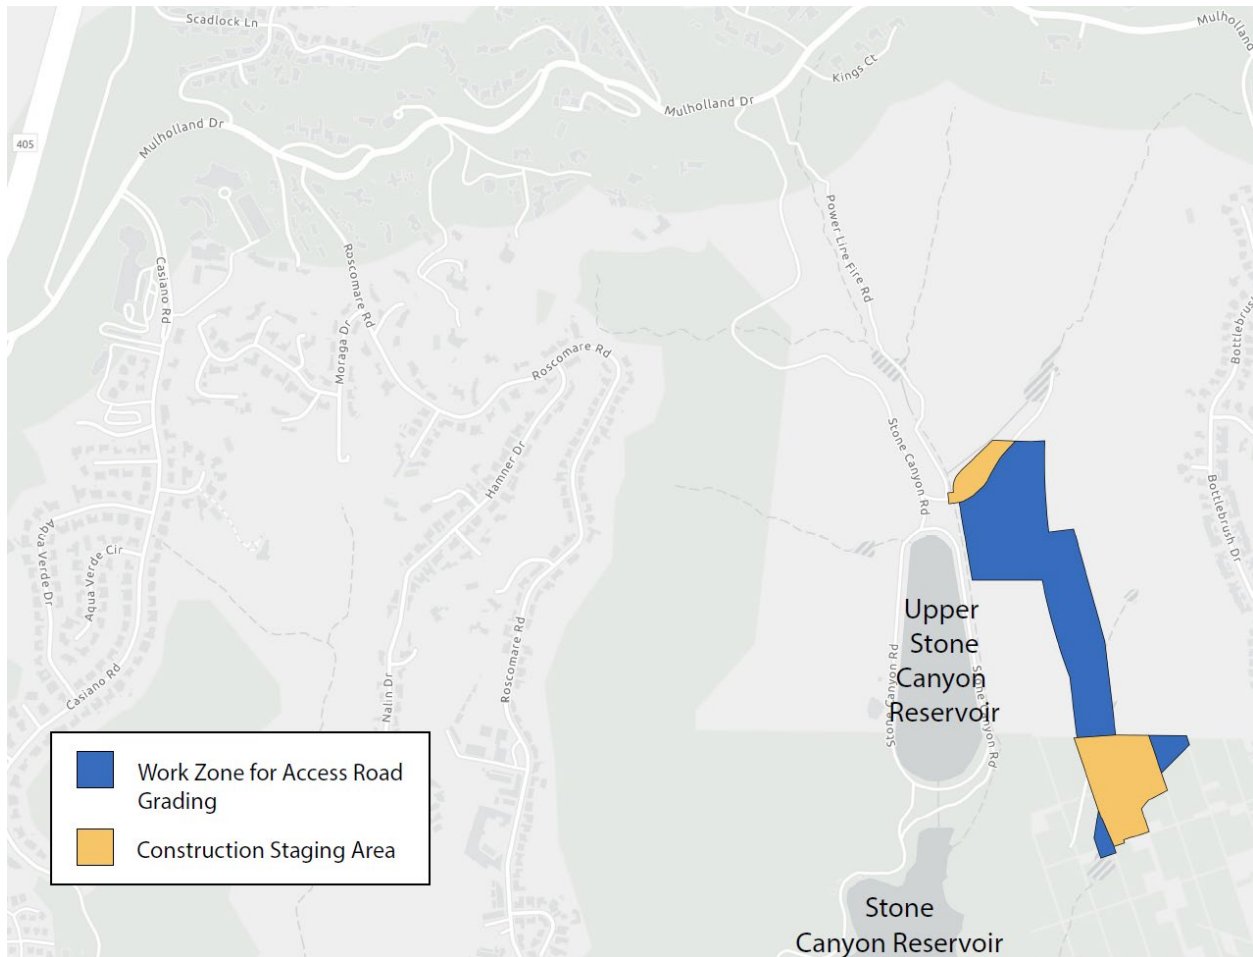 Scadlock Ln
Mulholland
Kings Ct
Mulholland Dr
Mulholland Dr
405
Power Line Fire Rd
Casiano Rd
Roscomare Rd
Moraga Dr
Roscomare Rd
Bottlebrush
Stone Canyon Rd
Hamner Dr
Bottlebrush Dr
Aqua Verde Dr
Aqua Verde Cir
Upper
Stone
Canyon
Reservoir
Stone Canyon Rd
Stone Canyon Rd
Roscomare Rd
Casiano Rd
Nalin Dr
Work Zone for Access Road
Grading
Construction Staging Area
Stone
Canyon Reservoir